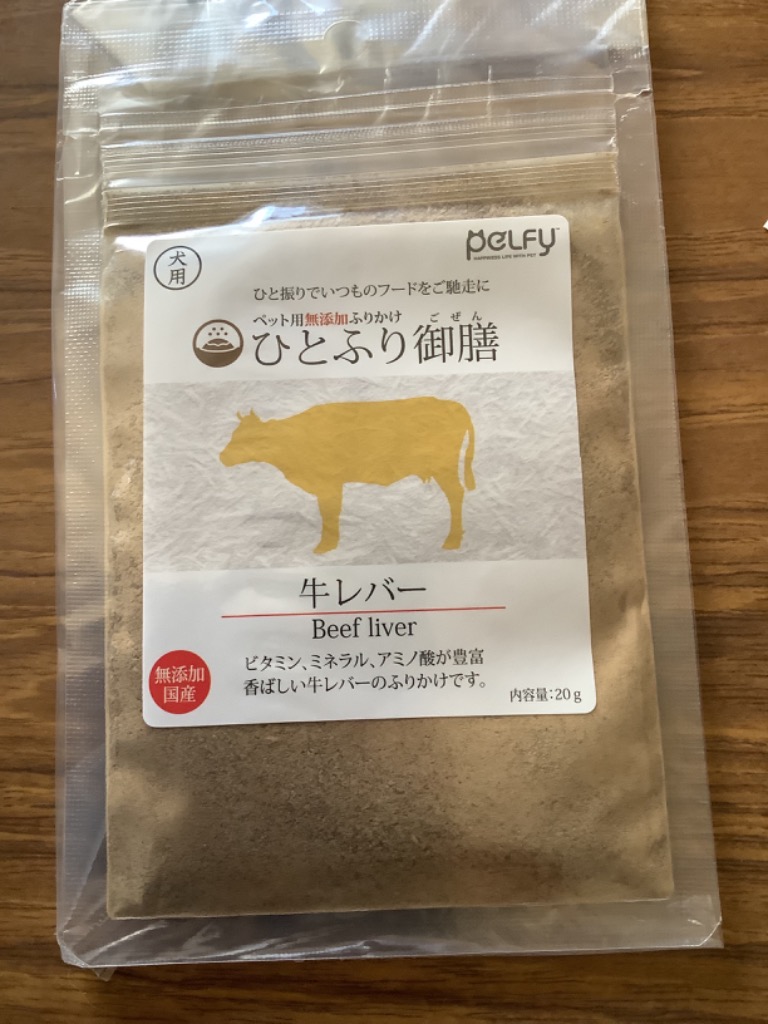 犬用
pelfy
HAPPINESS LIFE WITH PET
ひと振りでいつものフードをご馳走に
ペット用無添加ふりかけ
ごぜん
ひとふり御膳
牛レバー
Beef liver
ビタミン、ミネラル、アミノ酸が豊富
香ばしい牛レバーのふりかけです。
無添加
国産
内容量:20g